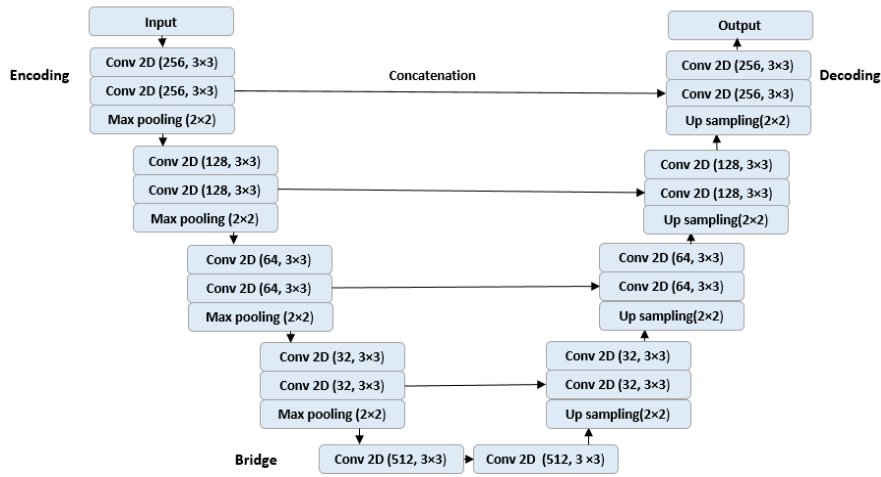 Input
Encoding
Conv 2D (256, 3×3)
Conv 2D (256, 3×3)
Max pooling (2×2)
Conv 2D (128, 3×3)
Conv 2D (128, 3×3)
Max pooling (2×2)
Conv 2D (64, 3×3)
Conv 2D (64, 3×3)
Max pooling (2×2)
Conv 2D (32, 3×3)
Conv 2D (32, 3×3)
Max pooling (2×2)
Bridge
Conv 2D (512, 3×3)
Conv 2D (512, 3 ×3)
Concatenation
Output
Decoding
Conv 2D (256, 3×3)
Conv 2D (256, 3×3)
Up sampling(2×2)
Conv 2D (128, 3×3)
Conv 2D (128, 3×3)
Up sampling(2×2)
Conv 2D (64, 3×3)
Conv 2D (64, 3×3)
Up sampling(2×2)
Conv 2D (32, 3×3)
Conv 2D (32, 3×3)
Up sampling(2×2)